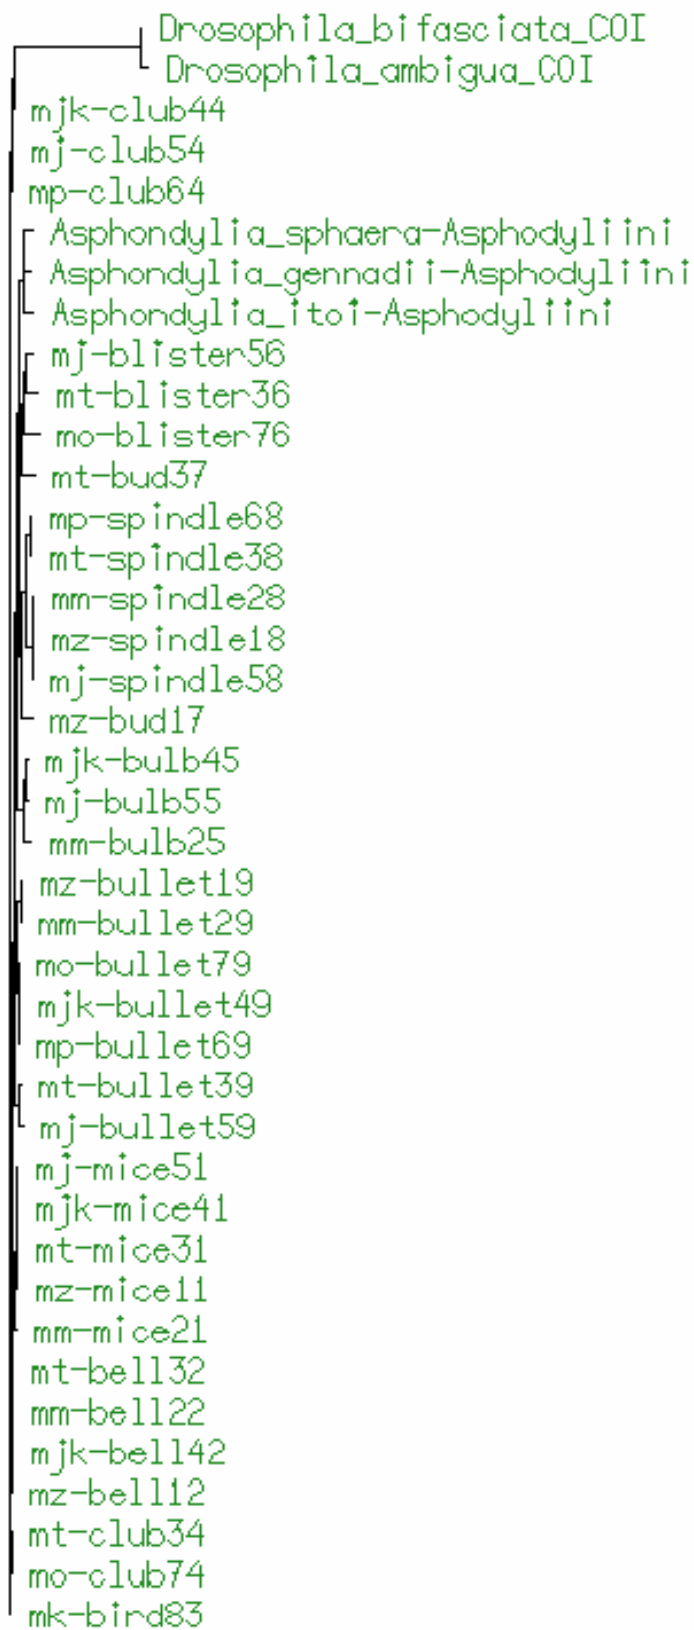 Drosophila_bifasciata_COI
Drosophila_ambigua_COI
mjk-club44
mj-club54
mp-club64
Asphondylia_sphaera-Asphodyliini
Asphondylia_gennadii-Asphodyliini
Asphondylia_itoi-Asphodyliini
mj-blister56
mt-blister36
mo-blister76
mt-bud37
mp-spindle68
mt-spindle38
mm-spindle28
mz-spindle18
mj-spindle58
mz-bud17
mjk-bulb45
mj-bulb55
mm-bulb25
mz-bullet19
mm-bullet29
mo-bullet79
mjk-bullet49
mp-bullet69
mt-bullet39
mj-bullet59
mj-mice51
mjk-mice41
mt-mice31
mz-mice11
mm-mice21
mt-bell32
mm-bell22
mjk-bell42
mz-bell12
mt-club34
mo-club74
mk-bird83